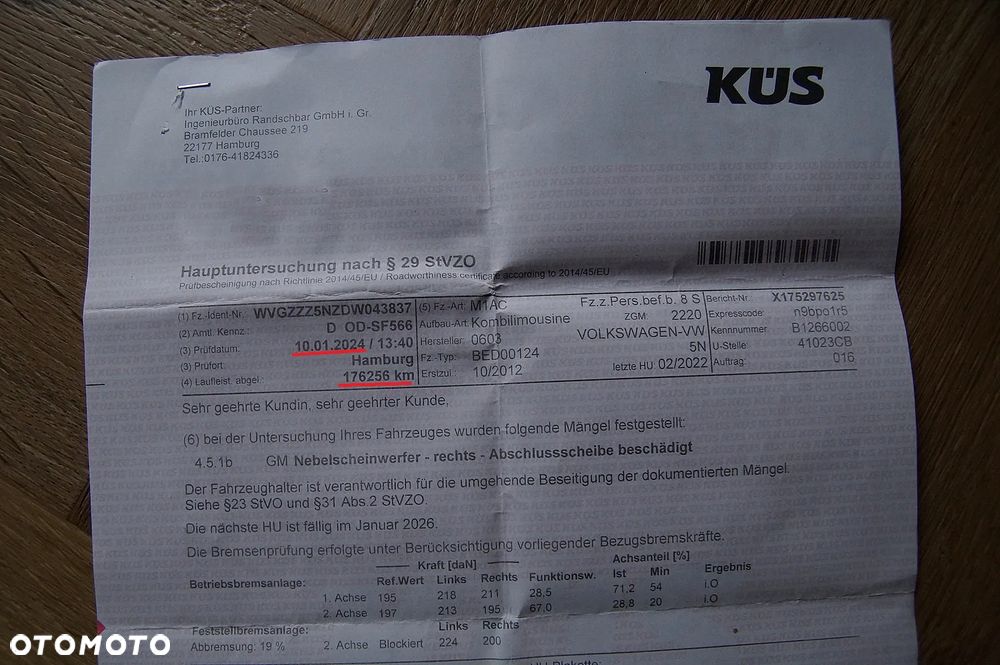 KÜS
Ihr KÜS-Partner:
Ingenieurbüro Randschbar GmbH i. Gr.
Bramfelder Chaussee 219
22177 Hamburg
Tel.:0176-41824336
Hauptuntersuchung nach § 29 StVZO
Prüfbescheinigung nach Richtlinie 2014/45/EU / Roadworthiness certificate according to 2014/45/EU
(1) Fz.-Ident-Nr. WVGZZZ5NZDW043837
(2) Amtl. Kennz.: D OD-SF566
(3) Prüfdatum: 10.01.2024 / 13:40
(3) Prüfort: Hamburg
(4) Laufleist. abgel.: 176256 km
(5) Fz.-Art: M1AC Fz.z.Pers.bef.b. 8 S
Aufbau-Art: Kombilimousine ZGM: 2220
Hersteller: 0603 VOLKSWAGEN-VW
Fz.-Typ: BED00124 5N
Erstzul.: 10/2012 letzte HU: 02/2022
Bericht-Nr. X175297625
Expresscode: n9bpo1r5
Kennnummer: B1266002
U-Stelle: 41023CB
Auftrag: 016
Sehr geehrte Kundin, sehr geehrter Kunde,
(6) bei der Untersuchung Ihres Fahrzeuges wurden folgende Mängel festgestellt:
4.5.1b GM Nebelscheinwerfer - rechts - Abschlussscheibe beschädigt
Der Fahrzeughalter ist verantwortlich für die umgehende Beseitigung der dokumentierten Mängel.
Siehe §23 StVO und §31 Abs.2 StVZO.
Die nächste HU ist fällig im Januar 2026.
Die Bremsenprüfung erfolgte unter Berücksichtigung vorliegender Bezugsbremskräfte.
Kraft [daN] Achsanteil [%]
Betriebsbremsanlage: Ref.Wert Links Rechts Funktionsw. Ist Min Ergebnis
1. Achse 195 218 211 28,5 71,2 54 i.O
2. Achse 197 213 195 67,0 28,8 20 i.O
Feststellbremsanlage: Links Rechts
Abbremsung: 19 % 2. Achse Blockiert 224 200
OTOMOTO